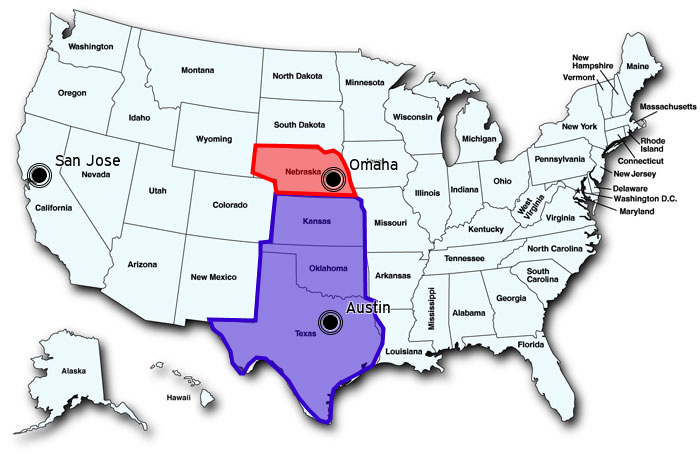 Washington
Montana
North Dakota
Minnesota
New
Hampshire
Vermont
Maine
Oregon
Idaho
Wyoming
South Dakota
Wisconsin
Michigan
New York
Massachusetts
Rhode
Island
Connecticut
New Jersey
Delaware
Washington D.C.
Maryland
San Jose
Nevada
Utah
Colorado
Nebraska
Omaha
Illinois
Indiana
Ohio
Pennsylvania
West
Virginia
Virginia
California
Kansas
Missouri
Kentucky
North Carolina
Tennessee
South
Carolina
Arizona
New Mexico
Oklahoma
Arkansas
Mississippi
Alabama
Georgia
Austin
Texas
Louisiana
Florida
Alaska
Hawaii